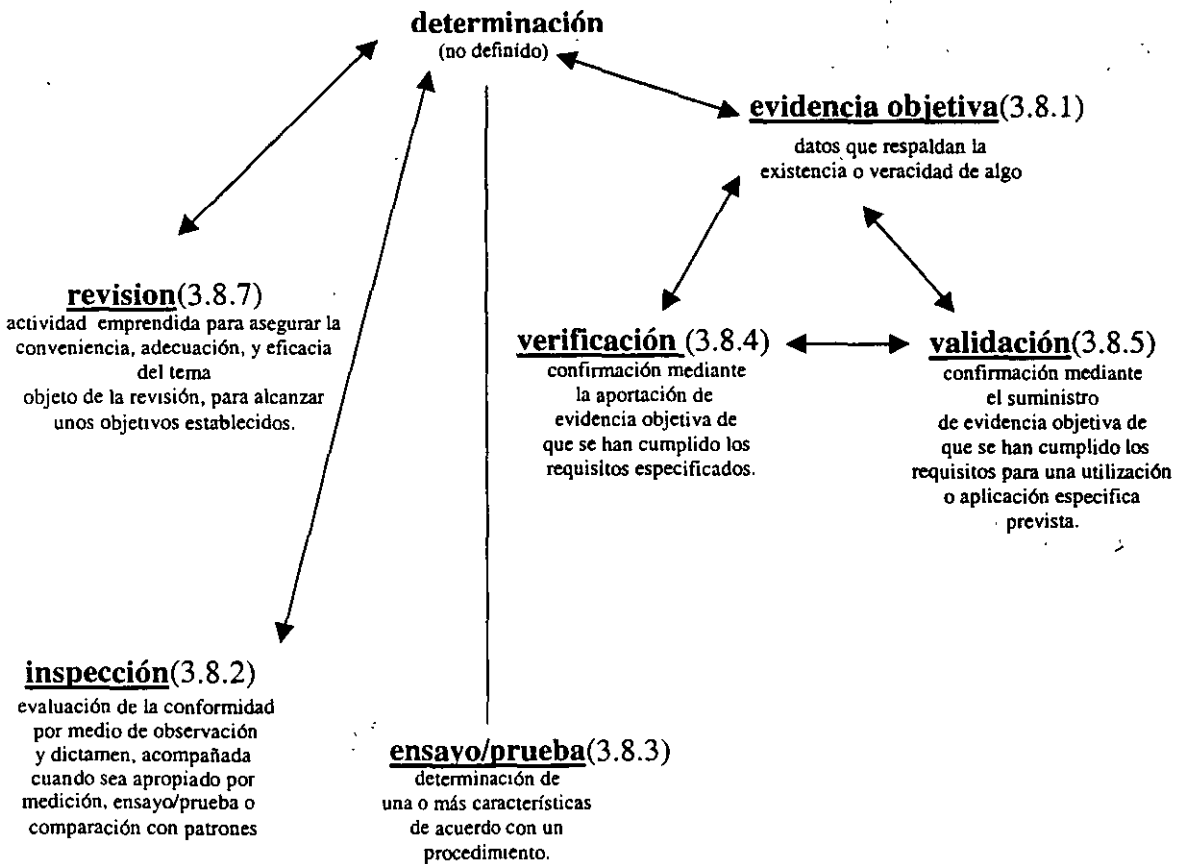 determinación
(no definido)
evidencia objetiva(3.8.1)
datos que respaldan la
existencia o veracidad de algo
revision(3.8.7)
actividad emprendida para asegurar la
conveniencia, adecuación, y eficacia
del tema
objeto de la revisión, para alcanzar
unos objetivos establecidos.
verificación (3.8.4)
confirmación mediante
la aportación de
evidencia objetiva de
que se han cumplido los
requisitos especificados.
validación(3.8.5)
confirmación mediante
el suministro
de evidencia objetiva de
que se han cumplido los
requisitos para una utilización
o aplicación especifica
prevista.
inspección(3.8.2)
evaluación de la conformidad
por medio de observación
y dictamen, acompañada
cuando sea apropiado por
medición, ensayo/prueba o
comparación con patrones
ensayo/prueba(3.8.3)
determinación de
una o más características
de acuerdo con un
procedimiento.